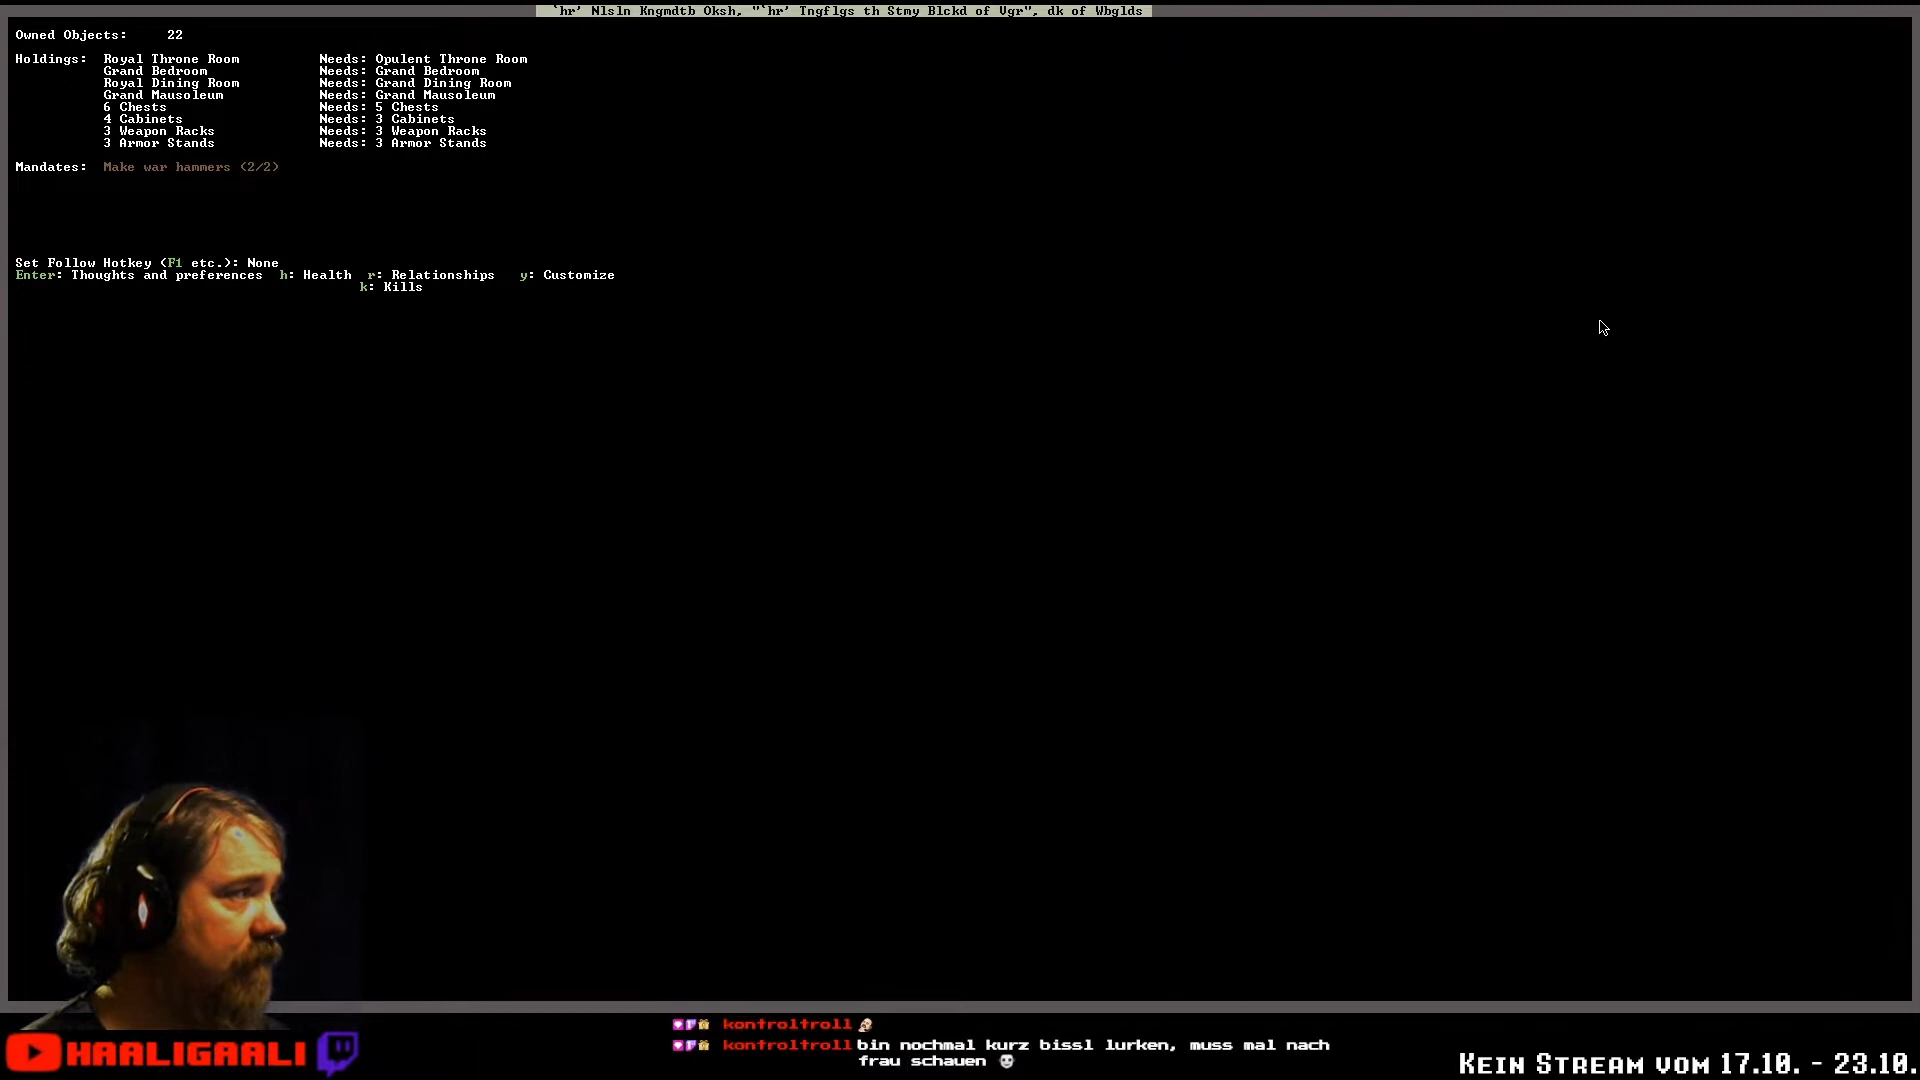 `hr' Nlsln Kngmdtb Oksh, "`hr' Tngflgs th Stmy Blckd of Vgr", dk of Wbglds
Owned Objects: 22
Holdings: Royal Throne Room Needs: Opulent Throne Room
Grand Bedroom Needs: Grand Bedroom
Royal Dining Room Needs: Grand Dining Room
Grand Mausoleum Needs: Grand Mausoleum
6 Chests Needs: 5 Chests
4 Cabinets Needs: 3 Cabinets
3 Weapon Racks Needs: 3 Weapon Racks
3 Armor Stands Needs: 3 Armor Stands
Mandates: Make war hammers (2/2)
Set Follow Hotkey (F1 etc.): None
Enter: Thoughts and preferences h: Health r: Relationships y: Customize
k: Kills
kontroltroll
kontroltroll bin nochmal kurz bissl lurken, muss mal nach
frau schauen
HAALIGAALI
Kein Stream vom 17.10. - 23.10.